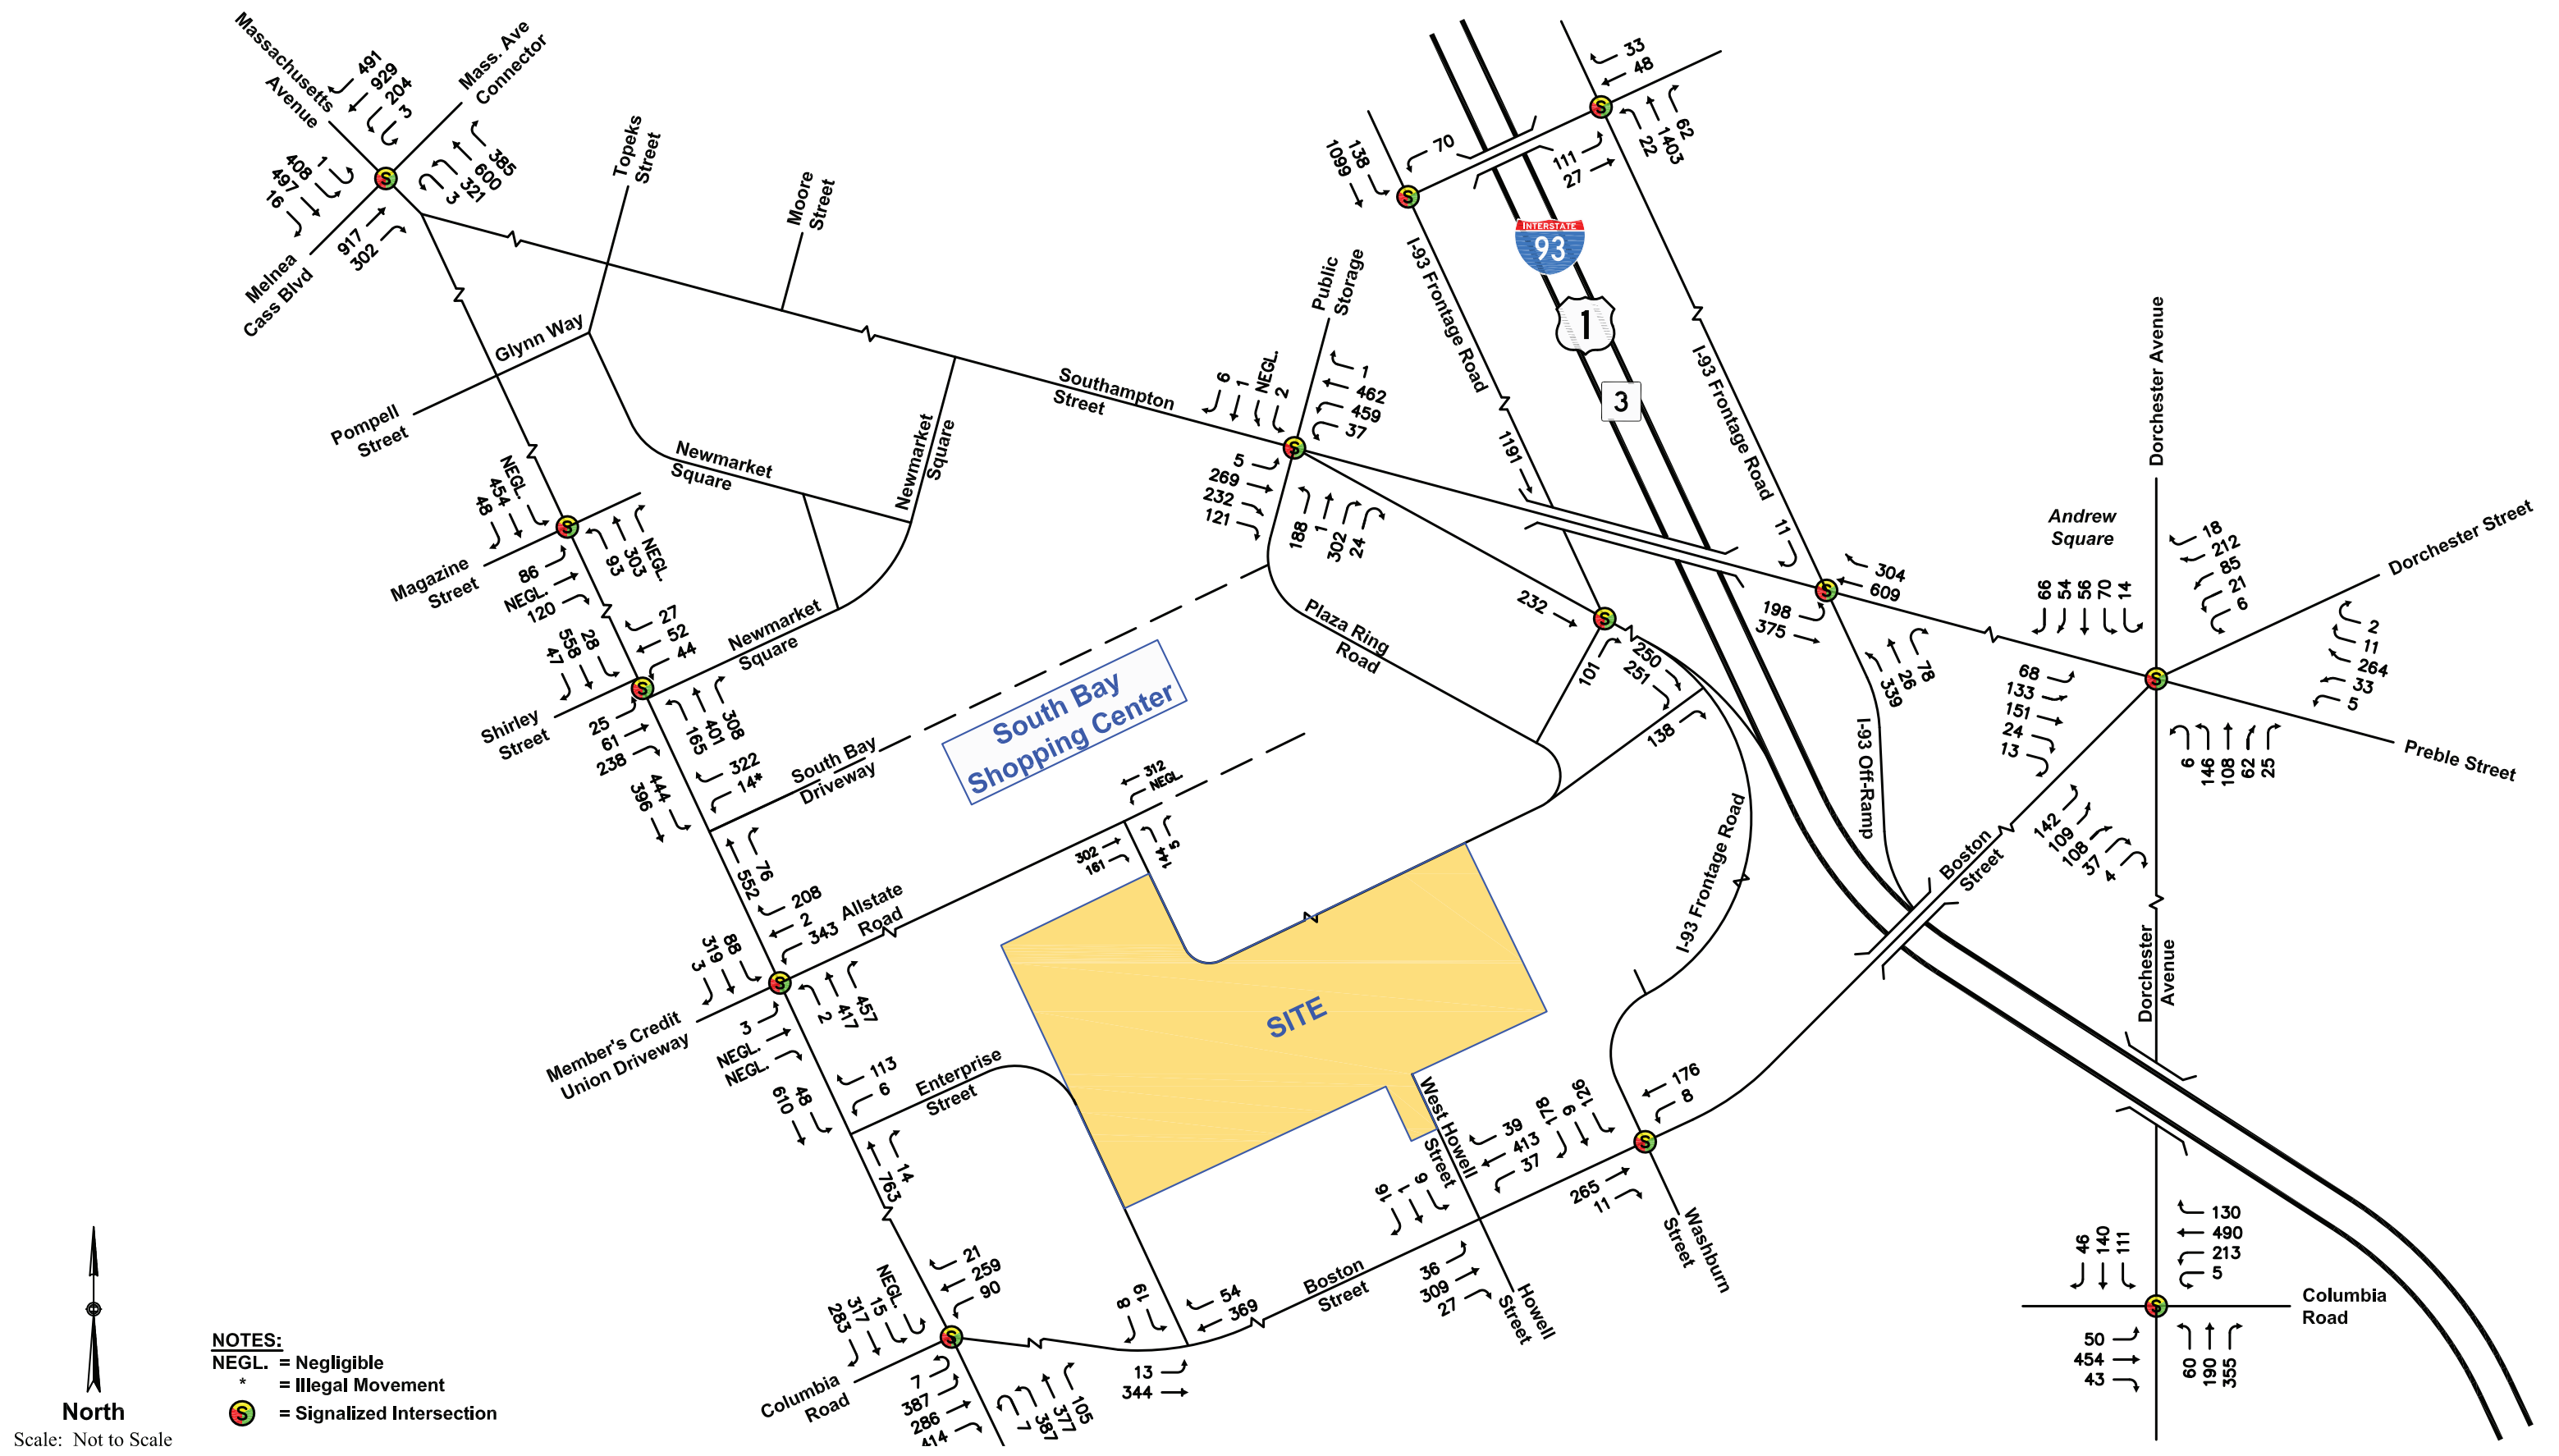 Massachusetts
Avenue
491
929
204
3
Mass. Ave
Connector
408
1
497
16
385
600
321
3
917
302
Melnea
Cass Blvd
Topeks
Street
Moore
Street
Glynn Way
Pompell
Street
Newmarket
Square
Newmarket
Square
Southampton
Street
Public
Storage
6
1
NEGL.
2
1
462
459
37
5
269
232
121
188
1
302
24
33
48
62
1403
22
111
27
70
138
1099
I-93 Frontage Road
INTERSTATE
93
1
3
I-93 Frontage Road
1191
11
304
609
198
375
78
26
339
I-93 Off-Ramp
232
101
250
251
138
Plaza Ring
Road
I-93 Frontage Road
Dorchester Avenue
Andrew
Square
Dorchester Street
18
212
85
21
6
66
54
56
70
14
2
11
264
33
5
68
133
151
24
13
6
146
108
62
25
Preble Street
142
109
108
37
4
Boston
Street
Dorchester
Avenue
NEGL.
454
48
Magazine
Street
86
NEGL.
120
93
303
NEGL.
27
52
44
28
558
47
Newmarket
Square
Shirley
Street
25
61
238
165
401
308
322
14*
444
396
South Bay
Driveway
South Bay
Shopping Center
76
552
312
NEGL.
302
161
144
5
208
2
343
Allstate
Road
88
319
3
Member's Credit
Union Driveway
3
NEGL.
NEGL.
2
417
457
113
6
48
610
Enterprise
Street
14
763
SITE
West Howell
Street
39
413
37
178
9
126
176
8
16
1
9
265
11
Washburn
Street
36
309
27
Howell
Street
Boston
Street
21
259
90
NEGL.
15
317
283
Columbia
Road
7
387
286
414
7
387
377
105
8
19
54
369
13
344
130
490
213
5
46
140
111
Columbia
Road
50
454
43
60
190
355
North
Scale: Not to Scale
NOTES:
NEGL. = Negligible
* = Illegal Movement
S = Signalized Intersection